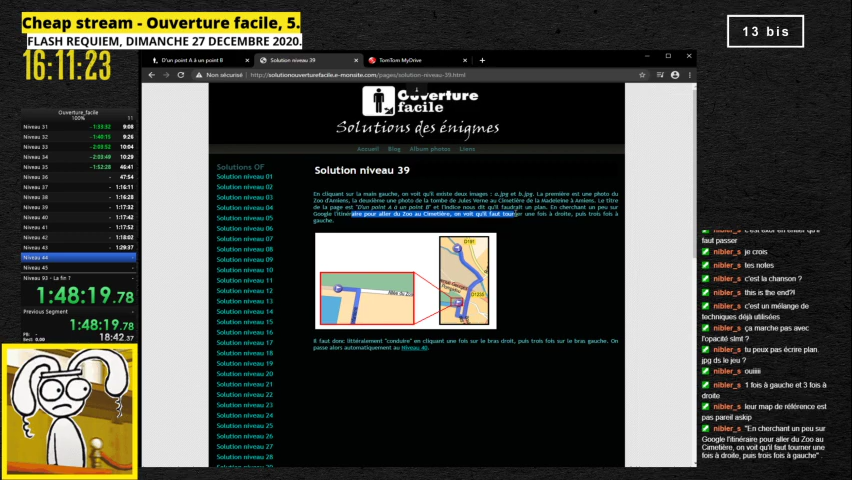 Cheap stream - Ouverture facile, 5.
FLASH REQUIEM, DIMANCHE 27 DECEMBRE 2020.
16:11:23
13 bis
Ouverture_facile
100% 11
Niveau 31 -1:33:52 9:08
Niveau 32 -1:40:15 9:26
Niveau 33 -2:03:52 10:04
Niveau 34 -2:03:49 10:29
Niveau 35 -1:52:20 46:41
Niveau 36 - 47:54
Niveau 37 - 1:16:11
Niveau 38 - 1:16:28
Niveau 39 - 1:17:32
Niveau 40 - 1:17:42
Niveau 41 - 1:17:52
Niveau 42 - 1:18:02
Niveau 43 - 1:29:37
Niveau 44 -
Niveau 45 -
Niveau 93 - La fin ? -
1:48:19.78
Previous Segment -
1:48:19.78
PB: -
Best 0.00
18:42.37
D'un point A à un point B
Solution niveau 39
TomTom MyDrive
Non sécurisé | http://solutionouverturefacile.e-monsite.com/pages/solution-niveau-39.html
Ouverture
facile
Solutions des énigmes
Accueil Blog Album photos Liens
Solutions OF
Solution niveau 01
Solution niveau 02
Solution niveau 03
Solution niveau 04
Solution niveau 05
Solution niveau 06
Solution niveau 07
Solution niveau 08
Solution niveau 09
Solution niveau 10
Solution niveau 11
Solution niveau 12
Solution niveau 13
Solution niveau 14
Solution niveau 15
Solution niveau 16
Solution niveau 17
Solution niveau 18
Solution niveau 19
Solution niveau 20
Solution niveau 21
Solution niveau 22
Solution niveau 23
Solution niveau 24
Solution niveau 25
Solution niveau 26
Solution niveau 27
Solution niveau 28
Solution niveau 39
En cliquant sur la main gauche, on voit qu'il existe deux images : a.jpg et b.jpg. La première est une photo du
Zoo d'Amiens, la deuxième une photo de la tombe de Jules Verne au Cimetière de la Madeleine à Amiens. Le titre
de la page est "D'un point A à un point B" et l'indice nous dit qu'il faudrait un plan. En cherchant un peu sur
Google l'itinéraire pour aller du Zoo au Cimetière, on voit qu'il faut tourner une fois à droite, puis trois fois à
gauche.
D191
D1235
Il faut donc littéralement "conduire" en cliquant une fois sur le bras droit, puis trois fois sur le bras gauche. On
passe alors automatiquement au Niveau 40.
faut passer
nibler_s je crois
nibler_s tes notes
nibler_s c'est la chanson ?
nibler_s this is the end?!
nibler_s c'est un mélange de
techniques déjà utilisées
nibler_s ça marche pas avec
l'opacité slmt ?
nibler_s tu peux pas écrire plan.
jpg ds le jeu ?
nibler_s ouiiiii
nibler_s 1 fois à gauche et 3 fois à
droite
nibler_s leur map de référence est
pas pareil askip
nibler_s "En cherchant un peu sur
Google l'itinéraire pour aller du Zoo au
Cimetière, on voit qu'il faut tourner une
fois à droite, puis trois fois à gauche"